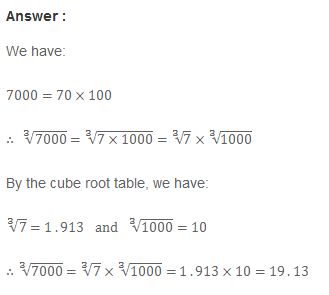 Answer :
We have:
7000 = 70 × 100
∴ ∛7000 = ∛7 × 1000 = ∛7 × ∛1000
By the cube root table, we have:
∛7 = 1.913 and ∛1000 = 10
∴ ∛7000 = ∛7 × ∛1000 = 1.913 × 10 = 19.13